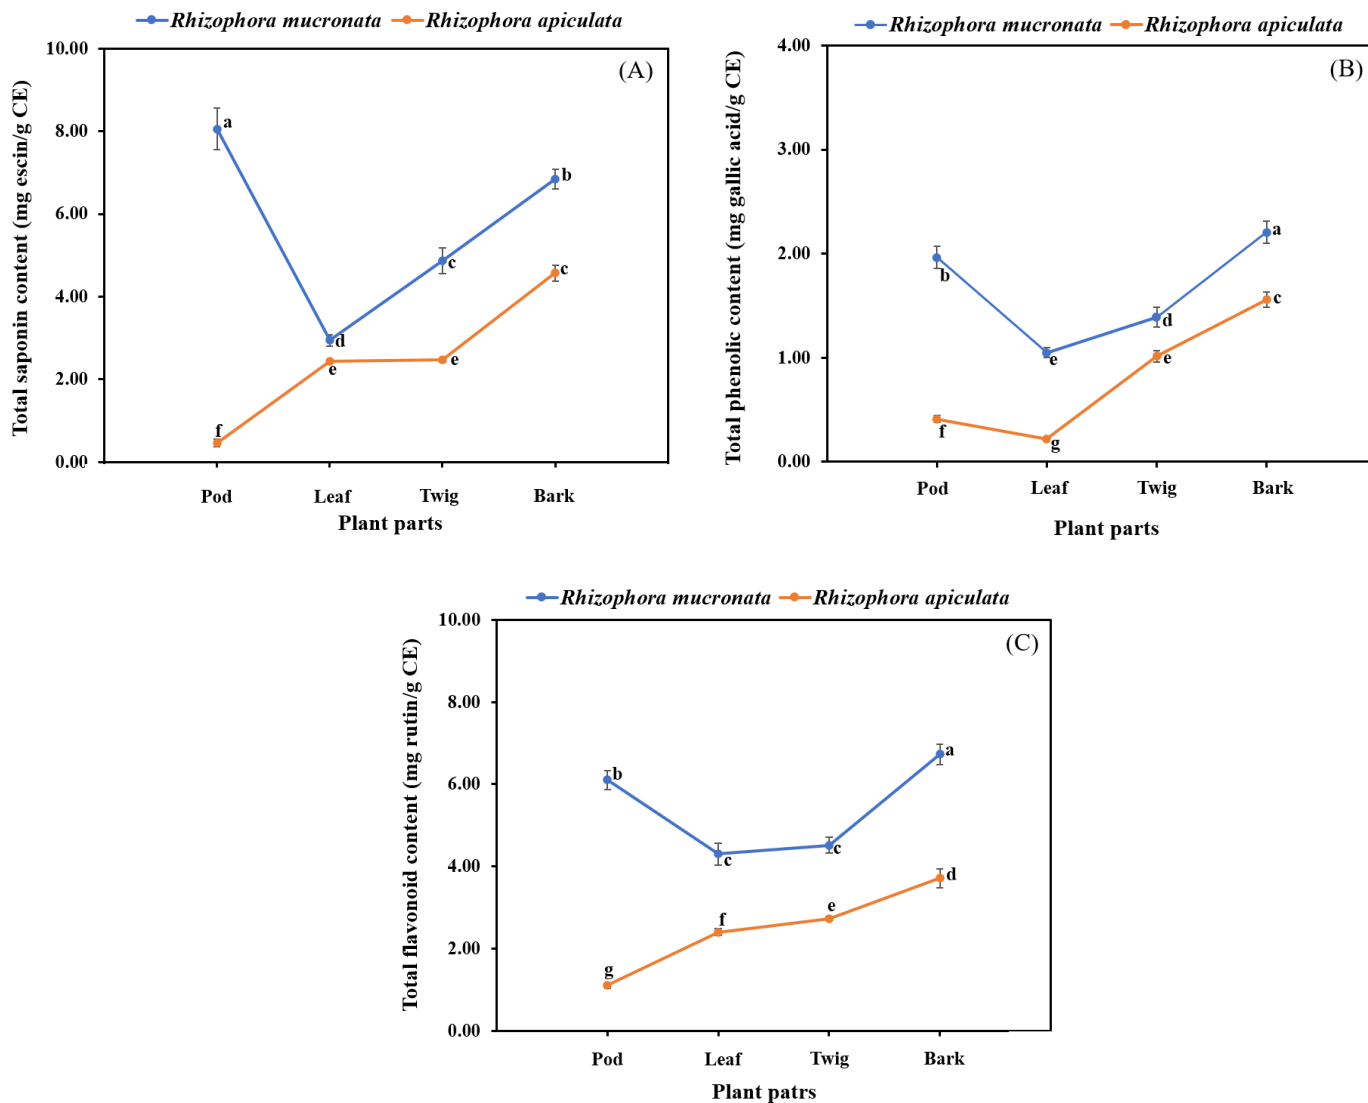 Rhizophora mucronata Rhizophora apiculata
(A)
Total saponin content (mg escin/g CE)
10.00
8.00
6.00
4.00
2.00
0.00
a
d
c
b
f
e
e
c
Pod Leaf Twig Bark
Plant parts
Rhizophora mucronata Rhizophora apiculata
(B)
Total phenolic content (mg gallic acid/g CE)
4.00
3.00
2.00
1.00
0.00
b
e
d
a
f
g
e
c
Pod Leaf Twig Bark
Plant parts
Rhizophora mucronata Rhizophora apiculata
(C)
Total flavonoid content (mg rutin/g CE)
10.00
8.00
6.00
4.00
2.00
0.00
b
c
c
a
g
f
e
d
Pod Leaf Twig Bark
Plant patrs